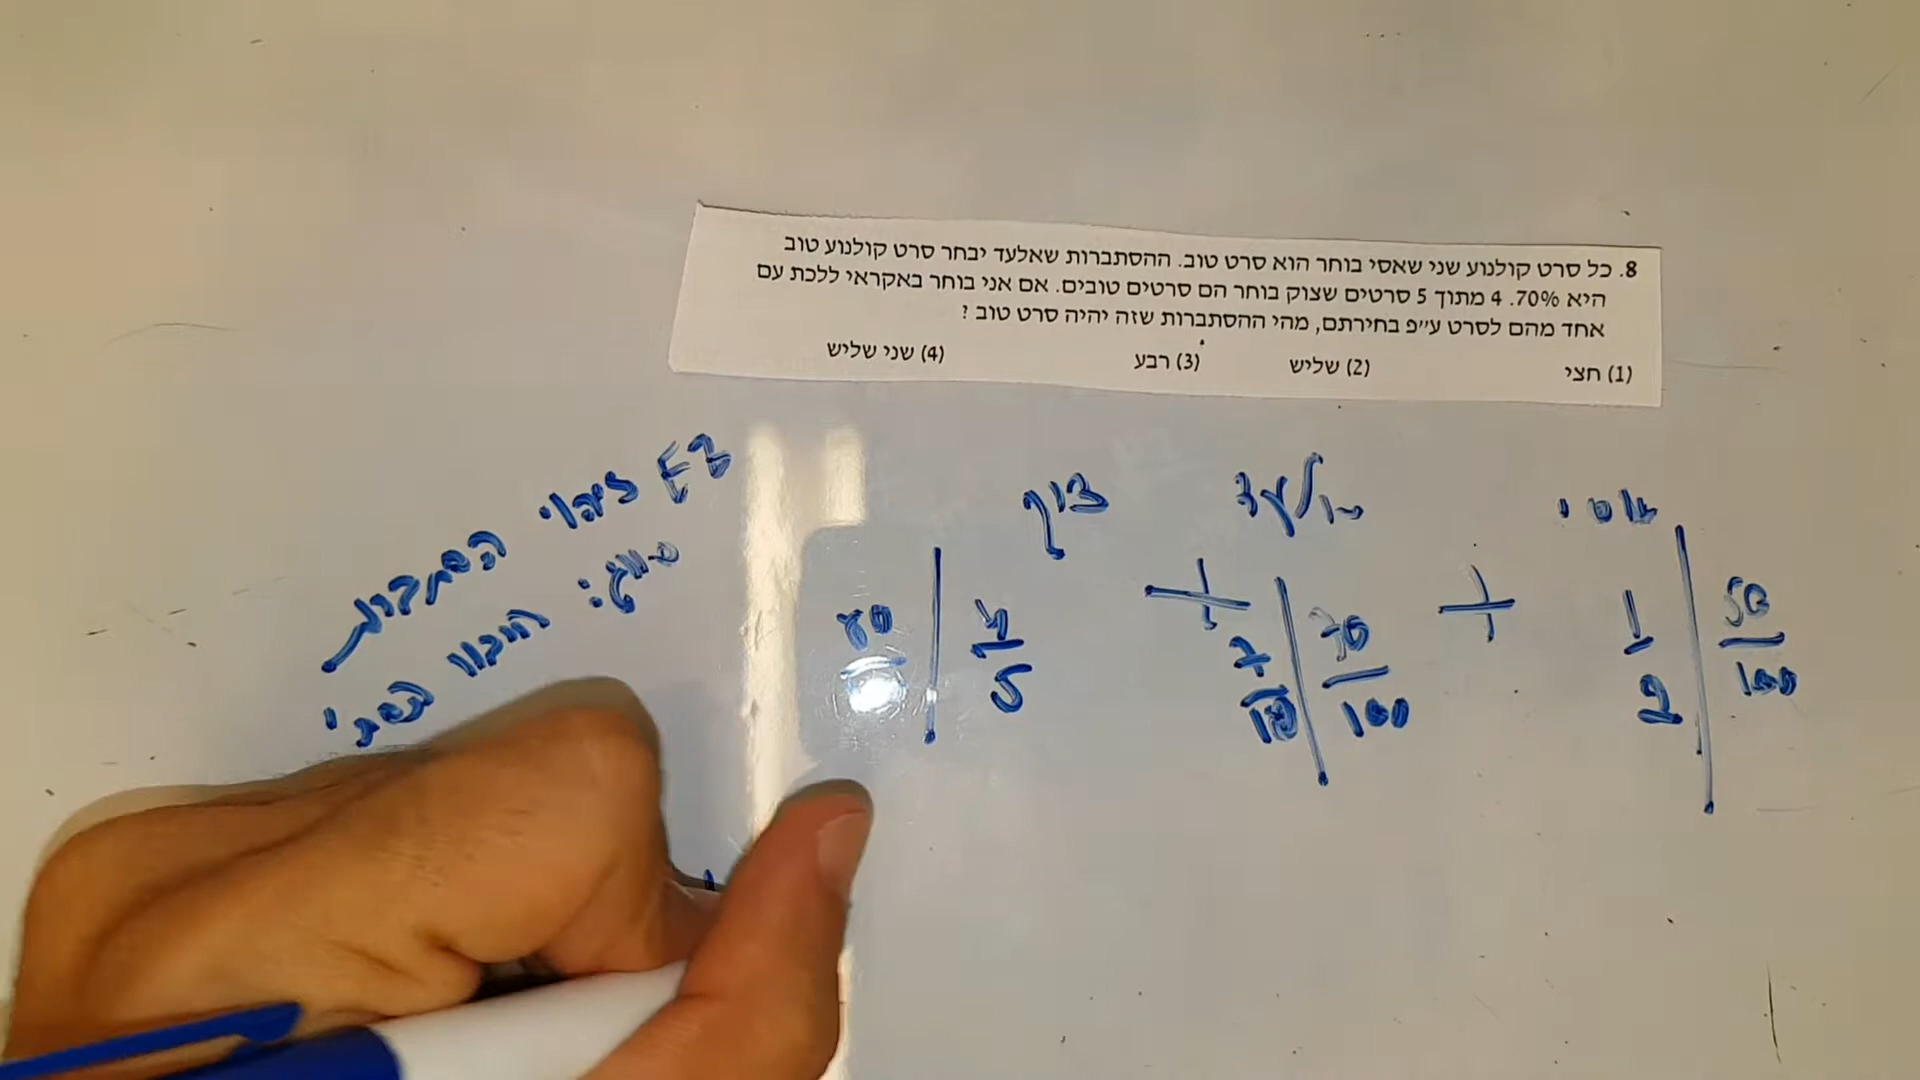 8. כל סרט קולנוע שני שאסי בוחר הוא סרט טוב. ההסתברות שאלעד יבחר סרט קולנוע טוב
היא 70%. 4 מתוך 5 סרטים שצוק בוחר הם סרטים טובים. אם אני בוחר באקראי ללכת עם
אחד מהם לסרט ע״פ בחירתם, מהי ההסתברות שזה יהיה סרט טוב ?
(1) חצי (2) שליש (3) רבע (4) שני שליש
אסי אלעד צוק
50/100 1/2 + 70/100 7/10 + 4/5 80
זיהוי הסתברות